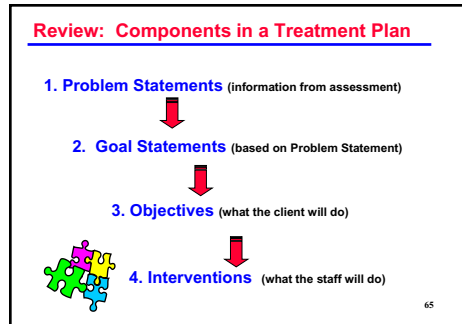 Review: Components in a Treatment Plan
1. Problem Statements (information from assessment)
2. Goal Statements (based on Problem Statement)
3. Objectives (what the client will do)
4. Interventions (what the staff will do)
65